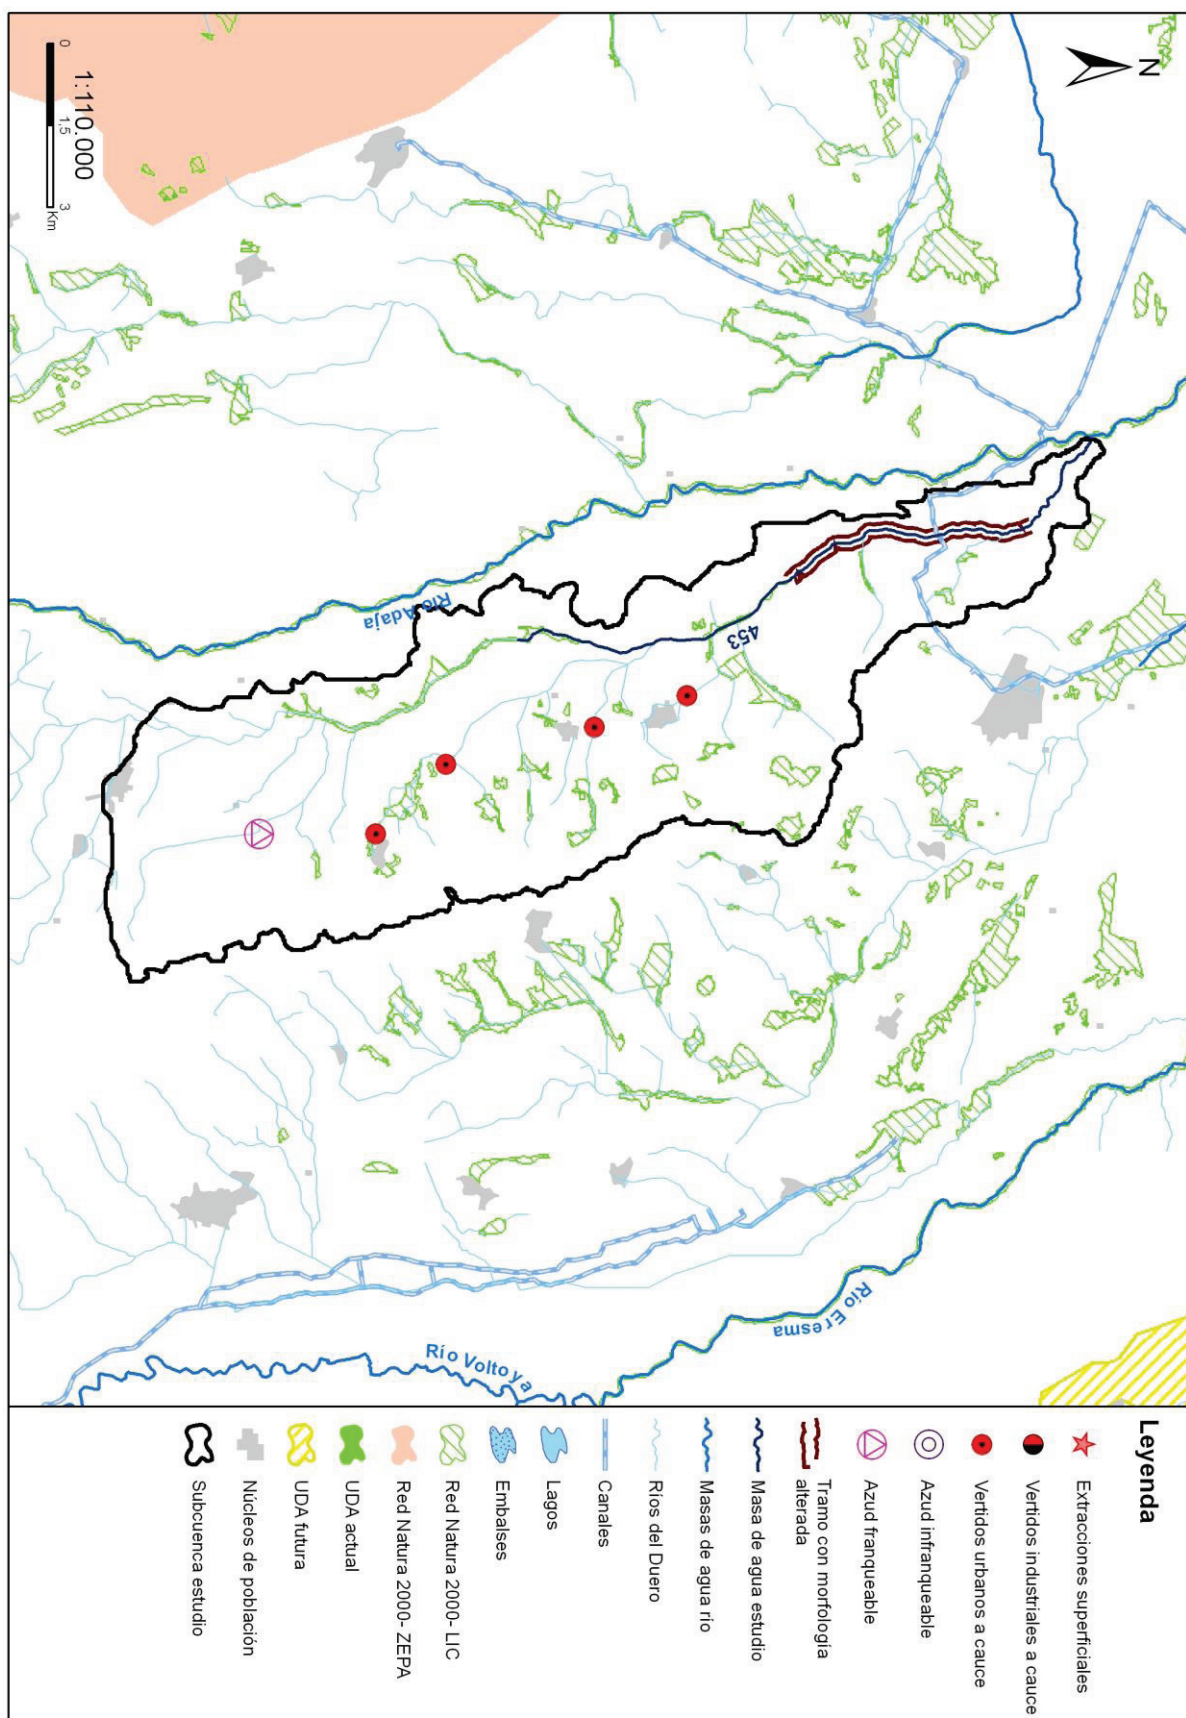 N
1:110.000
0
1,5
3
Km
Río Adaja
453
Río Eresma
Río Voltoya
Leyenda
Extracciones superficiales
Vertidos industriales a cauce
Vertidos urbanos a cauce
Azud infranqueable
Azud franqueable
Tramo con morfología
alterada
Masa de agua estudio
Masas de agua río
Ríos del Duero
Canales
Lagos
Embalses
Red Natura 2000- LIC
Red Natura 2000- ZEPA
UDA actual
UDA futura
Núcleos de población
Subcuenca estudio